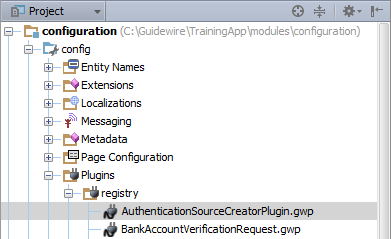 Project
configuration (C:\Guidewire\TrainingApp\modules\configuration)
config
Entity Names
Extensions
Localizations
Messaging
Metadata
Page Configuration
Plugins
registry
AuthenticationSourceCreatorPlugin.gwp
BankAccountVerificationRequest.gwp